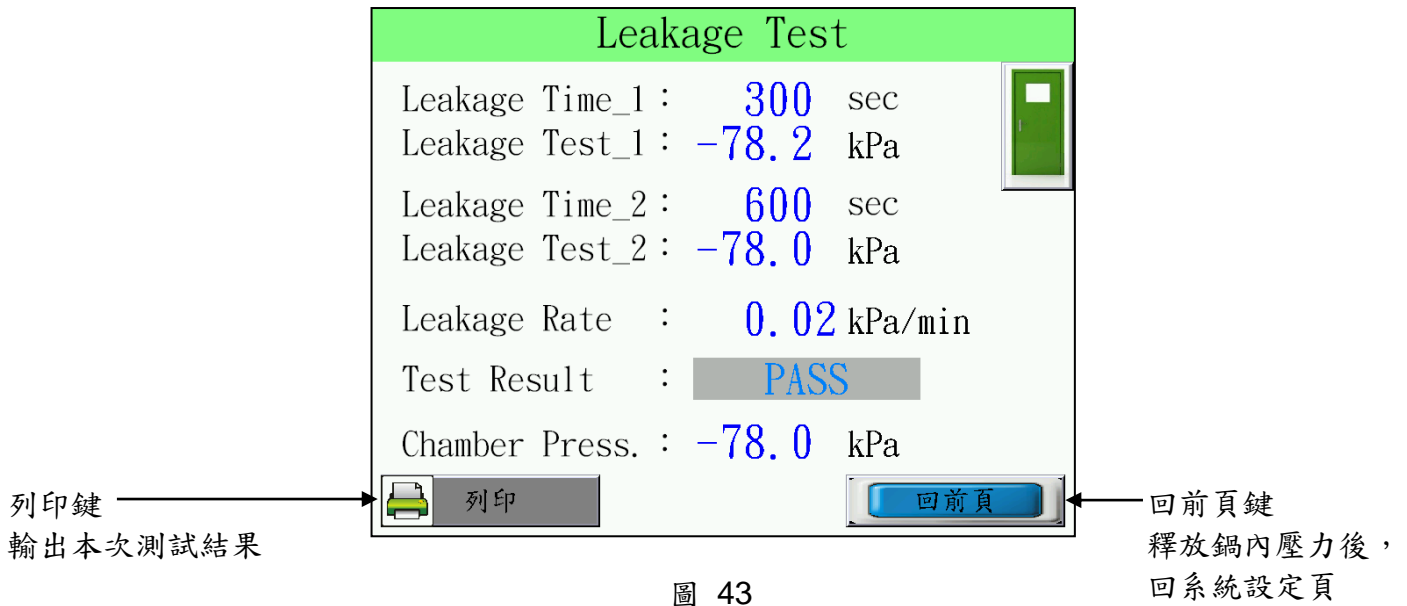 Leakage Test
Leakage Time_1： 300 sec
Leakage Test_1： -78.2 kPa
Leakage Time_2： 600 sec
Leakage Test_2： -78.0 kPa
Leakage Rate ： 0.02 kPa/min
Test Result ： PASS
Chamber Press.： -78.0 kPa
列印
回前頁
列印鍵
輸出本次測試結果
回前頁鍵
釋放鍋內壓力後，
回系統設定頁
圖 43